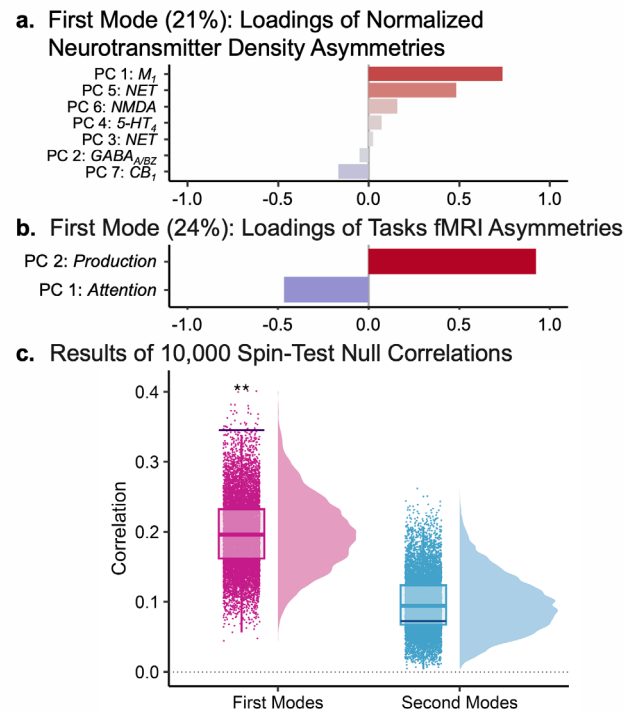 a. First Mode (21%): Loadings of Normalized
Neurotransmitter Density Asymmetries
PC 1: M₁
PC 5: NET
PC 6: NMDA
PC 4: 5-HT₄
PC 3: NET
PC 2: GABA_A/BZ
PC 7: CB₁
-1.0 -0.5 0.0 0.5 1.0
b. First Mode (24%): Loadings of Tasks fMRI Asymmetries
PC 2: Production
PC 1: Attention
-1.0 -0.5 0.0 0.5 1.0
c. Results of 10,000 Spin-Test Null Correlations
**
0.4
0.3
0.2
0.1
0.0
Correlation
First Modes Second Modes